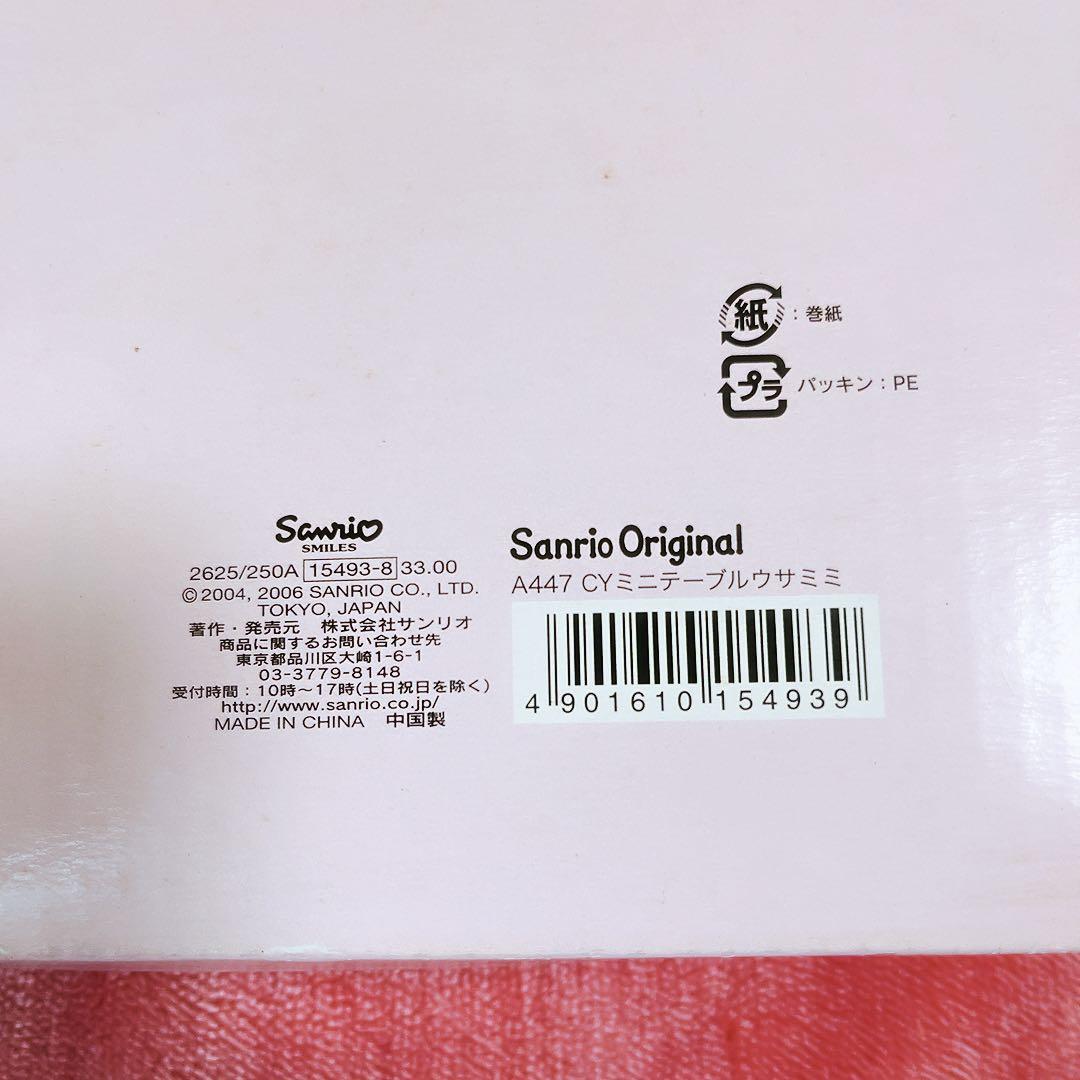 紙 : 巻紙
プラ パッキン : PE
Sanrio
SMILES
2625/250A 15493-8 33.00
©2004, 2006 SANRIO CO., LTD.
TOKYO, JAPAN
著作・発売元 株式会社サンリオ
商品に関するお問い合わせ先
東京都品川区大崎1-6-1
03-3779-8148
受付時間：10時～17時(土日祝日を除く)
http://www.sanrio.co.jp/
MADE IN CHINA 中国製
Sanrio Original
A447 CYミニテーブルウサミミ
4 901610 154939